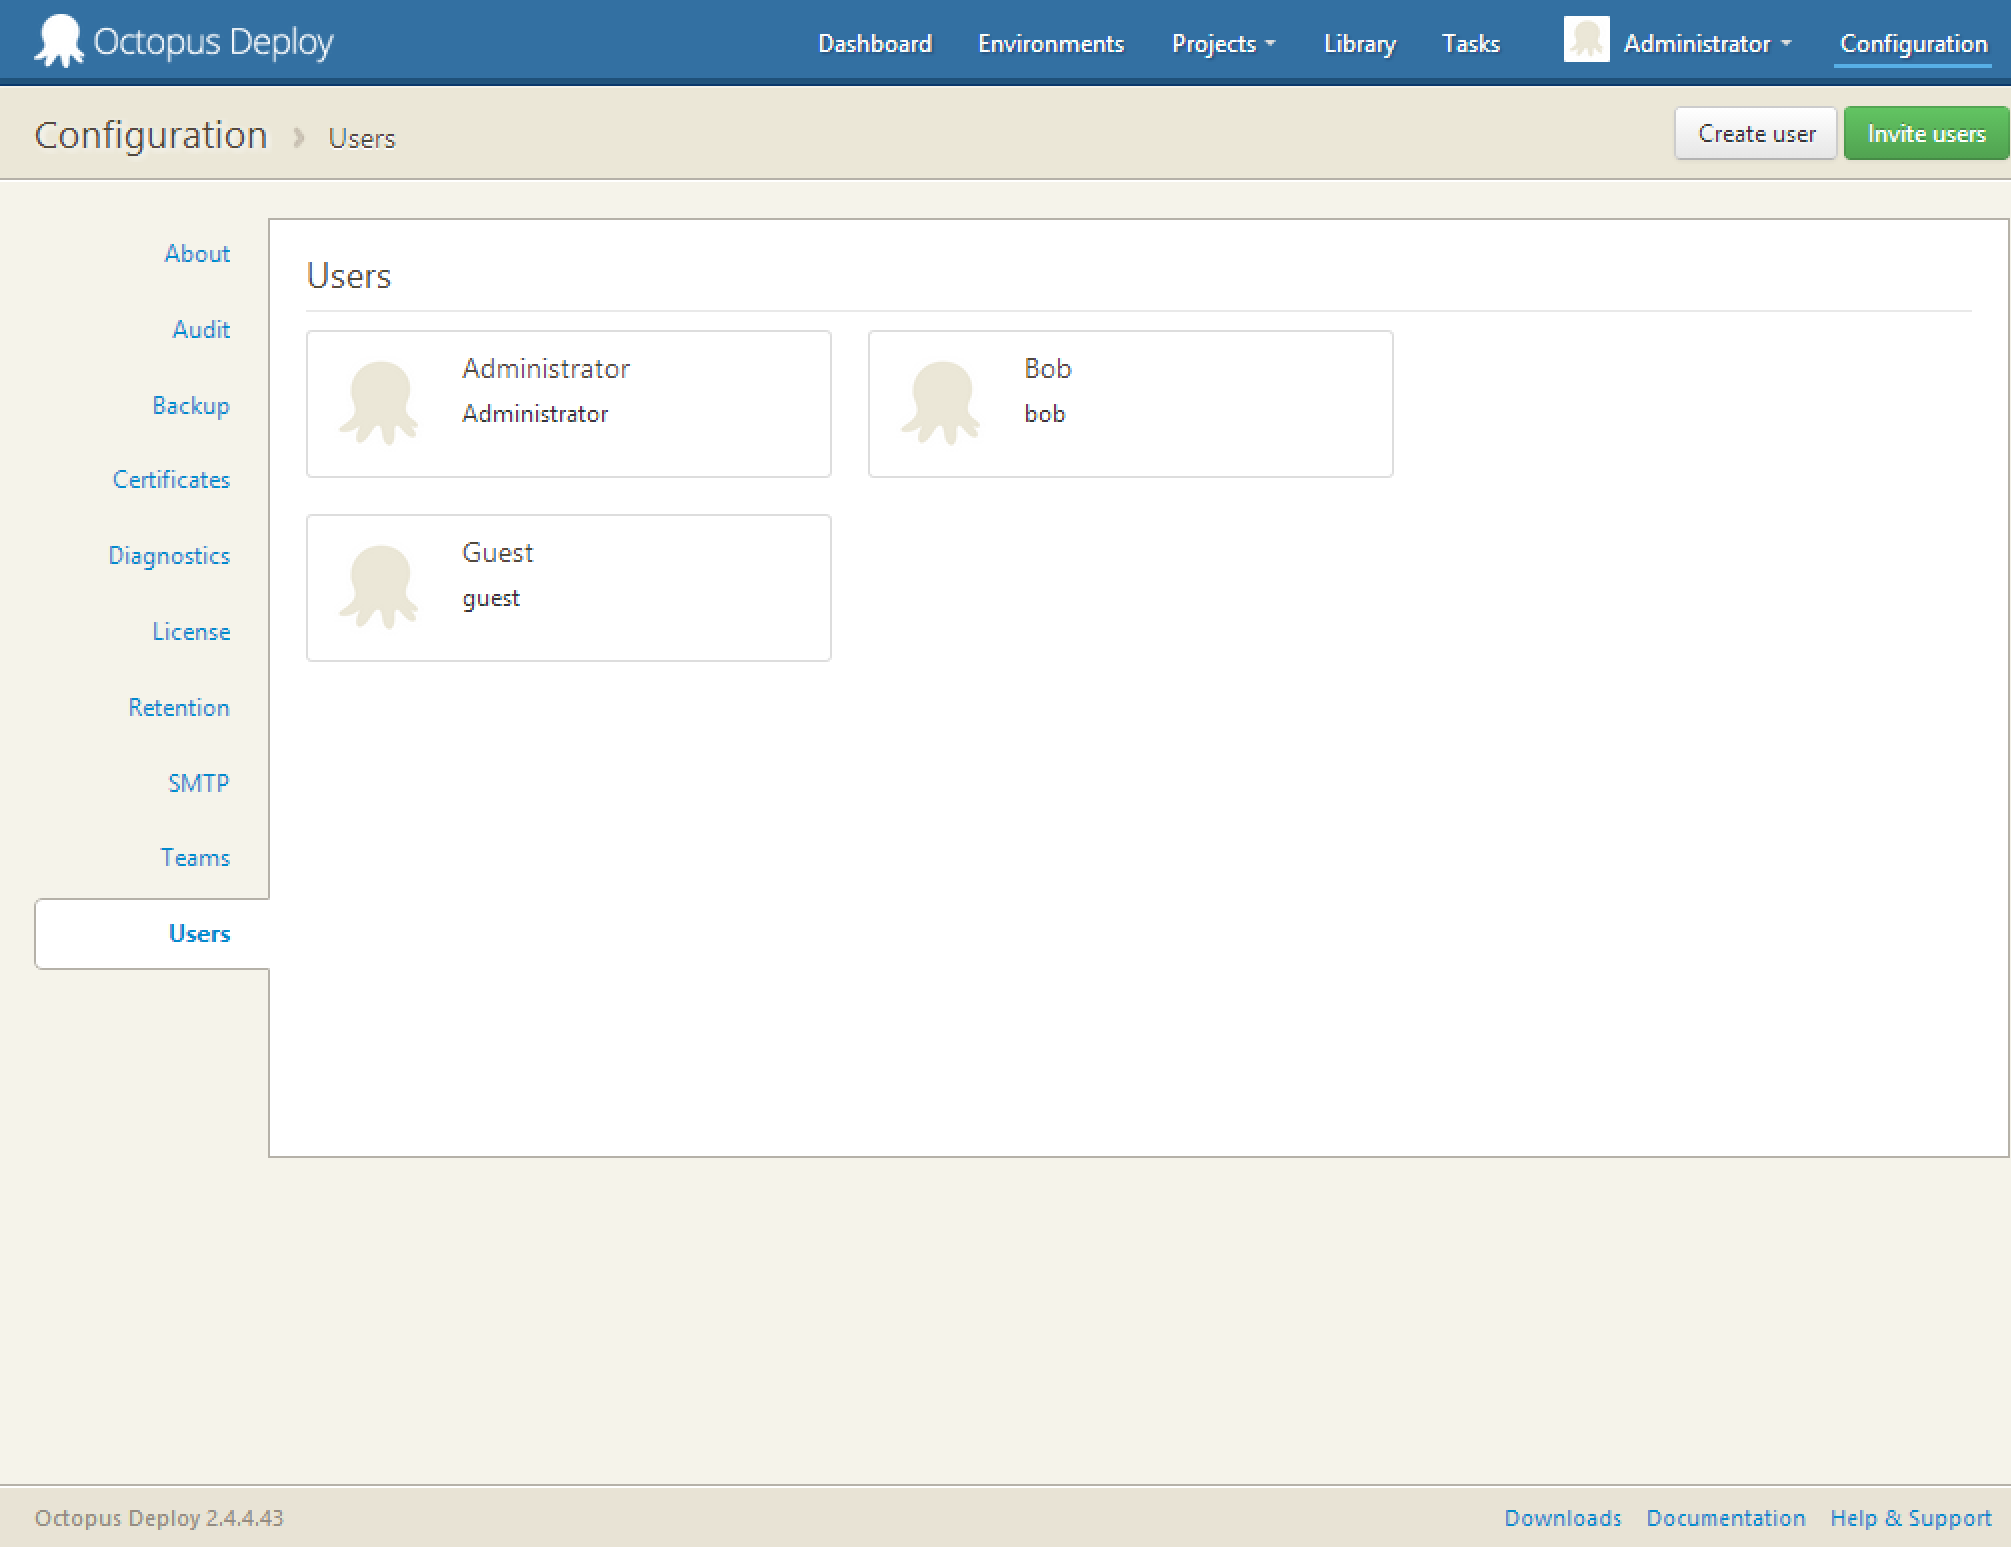 Octopus Deploy
Dashboard Environments Projects Library Tasks Administrator Configuration
Configuration › Users
Create user Invite users
About
Audit
Backup
Certificates
Diagnostics
License
Retention
SMTP
Teams
Users
Users
Administrator
Administrator
Bob
bob
Guest
guest
Octopus Deploy 2.4.4.43
Downloads Documentation Help & Support